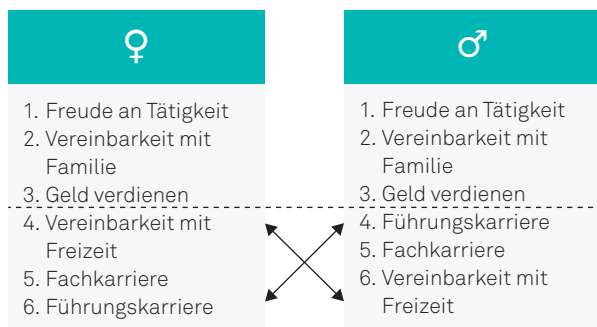 ♀
1. Freude an Tätigkeit
2. Vereinbarkeit mit
Familie
3. Geld verdienen
4. Vereinbarkeit mit
Freizeit
5. Fachkarriere
6. Führungskarriere
♂
1. Freude an Tätigkeit
2. Vereinbarkeit mit
Familie
3. Geld verdienen
4. Führungskarriere
5. Fachkarriere
6. Vereinbarkeit mit
Freizeit